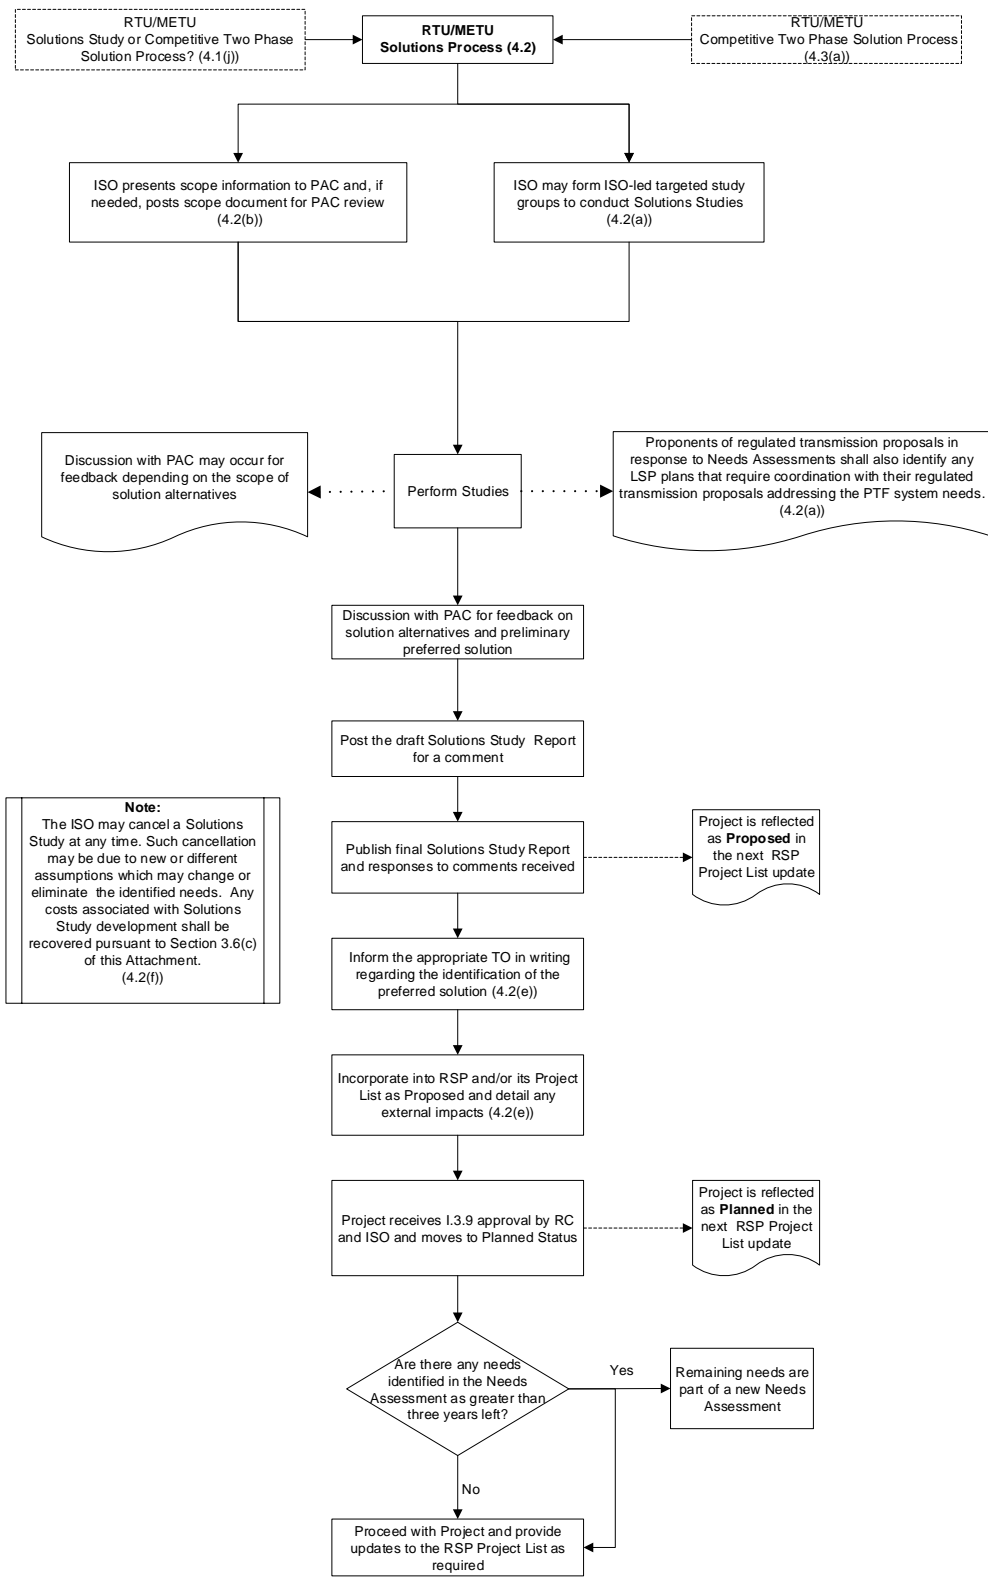 RTU/METU
Solutions Study or Competitive Two Phase
Solution Process? (4.1(j))
RTU/METU
Solutions Process (4.2)
RTU/METU
Competitive Two Phase Solution Process
(4.3(a))
ISO presents scope information to PAC and, if
needed, posts scope document for PAC review
(4.2(b))
ISO may form ISO-led targeted study
groups to conduct Solutions Studies
(4.2(a))
Discussion with PAC may occur for
feedback depending on the scope of
solution alternatives
Perform Studies
Proponents of regulated transmission proposals in
response to Needs Assessments shall also identify any
LSP plans that require coordination with their regulated
transmission proposals addressing the PTF system needs.
(4.2(a))
Discussion with PAC for feedback on
solution alternatives and preliminary
preferred solution
Post the draft Solutions Study Report
for a comment
Note:
The ISO may cancel a Solutions
Study at any time. Such cancellation
may be due to new or different
assumptions which may change or
eliminate the identified needs. Any
costs associated with Solutions
Study development shall be
recovered pursuant to Section 3.6(c)
of this Attachment.
(4.2(f))
Publish final Solutions Study Report
and responses to comments received
Project is reflected
as Proposed in
the next RSP
Project List update
Inform the appropriate TO in writing
regarding the identification of the
preferred solution (4.2(e))
Incorporate into RSP and/or its Project
List as Proposed and detail any
external impacts (4.2(e))
Project receives I.3.9 approval by RC
and ISO and moves to Planned Status
Project is reflected
as Planned in the
next RSP Project
List update
Are there any needs
identified in the Needs
Assessment as greater than
three years left?
Yes
Remaining needs are
part of a new Needs
Assessment
No
Proceed with Project and provide
updates to the RSP Project List as
required